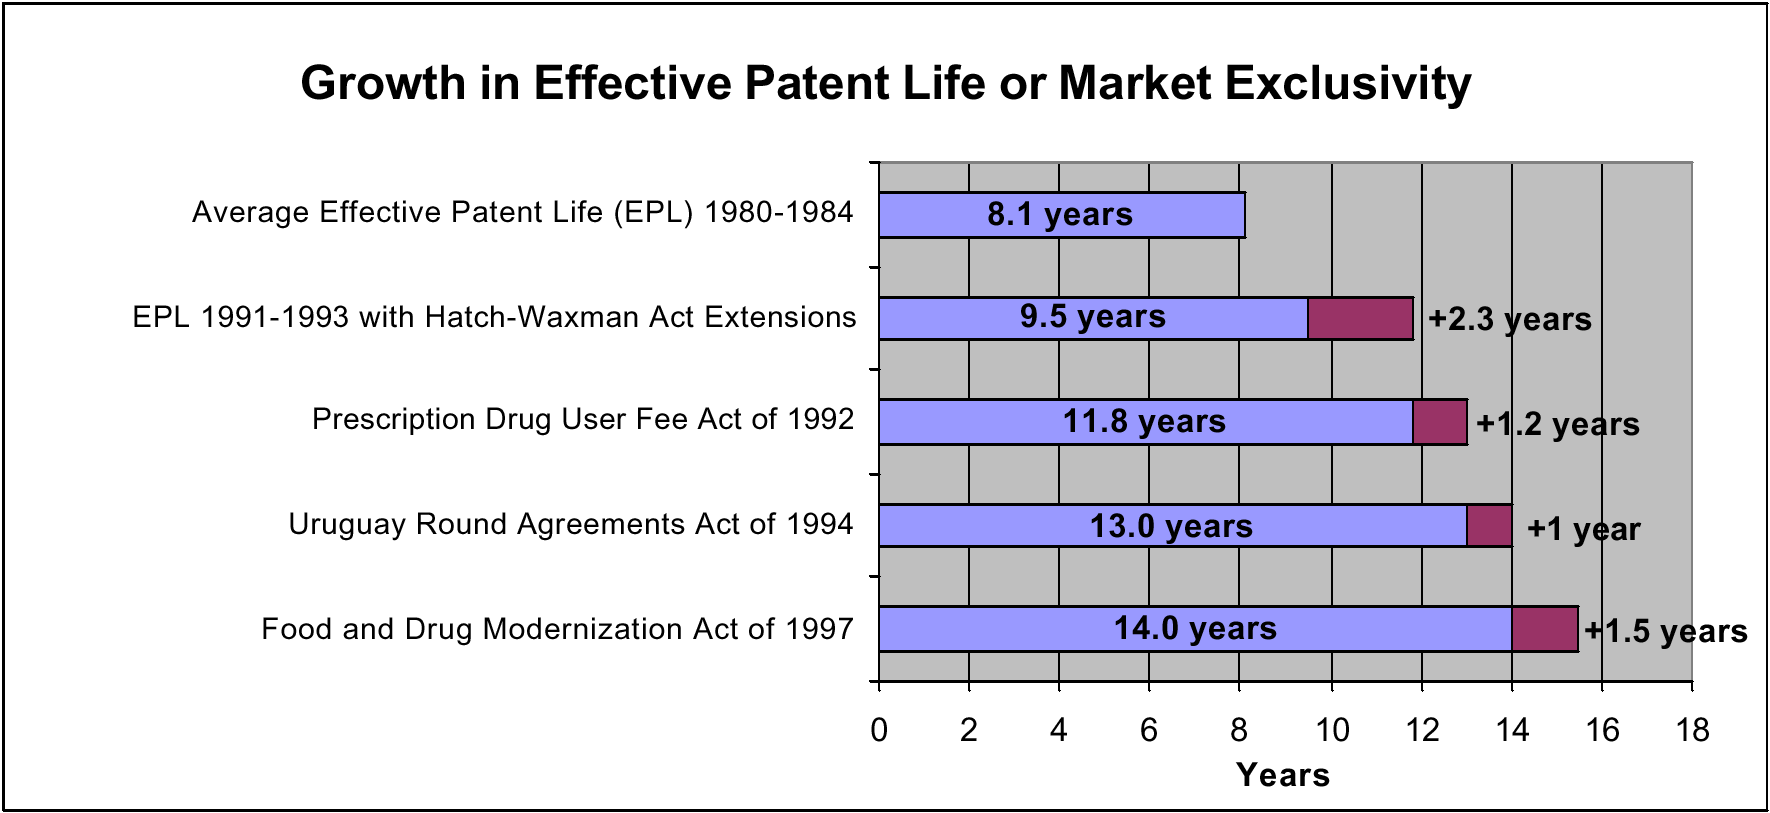 Growth in Effective Patent Life or Market Exclusivity
Average Effective Patent Life (EPL) 1980-1984
8.1 years
EPL 1991-1993 with Hatch-Waxman Act Extensions
9.5 years
+2.3 years
Prescription Drug User Fee Act of 1992
11.8 years
+1.2 years
Uruguay Round Agreements Act of 1994
13.0 years
+1 year
Food and Drug Modernization Act of 1997
14.0 years
+1.5 years
0 2 4 6 8 10 12 14 16 18
Years